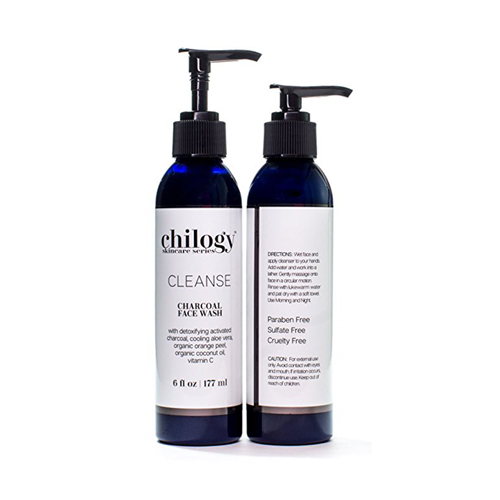 chilogy™
skincare series
CLEANSE
CHARCOAL
FACE WASH
with detoxifying activated
charcoal, cooling aloe vera,
organic orange peel,
organic coconut oil,
vitamin C
6 fl oz | 177 ml
DIRECTIONS: Wet face and
apply cleanser to your hands.
Add water and work into a
lather. Gently massage onto
face in a circular motion.
Rinse with lukewarm water
and pat dry with a soft towel.
Use Morning and Night.
Paraben Free
Sulfate Free
Cruelty Free
CAUTION: For external use
only. Avoid contact with eyes
and mouth. If irritation occurs,
discontinue use. Keep out of
reach of children.